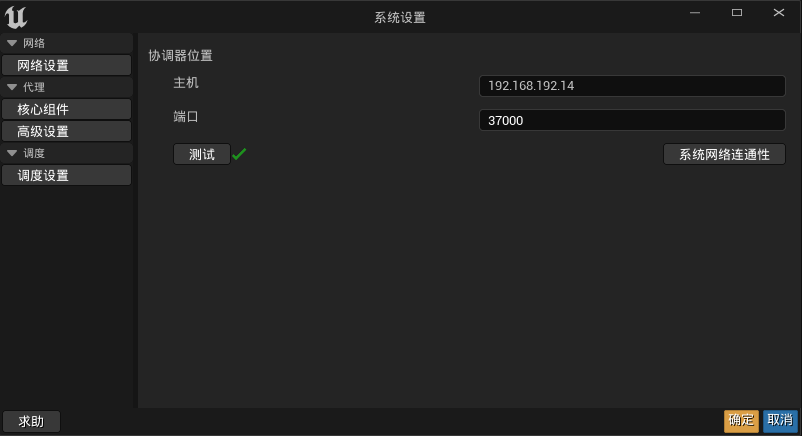 系统设置
网络
网络设置
代理
核心组件
高级设置
调度
调度设置
协调器位置
主机
192.168.192.14
端口
37000
测试
系统网络连通性
求助
确定
取消